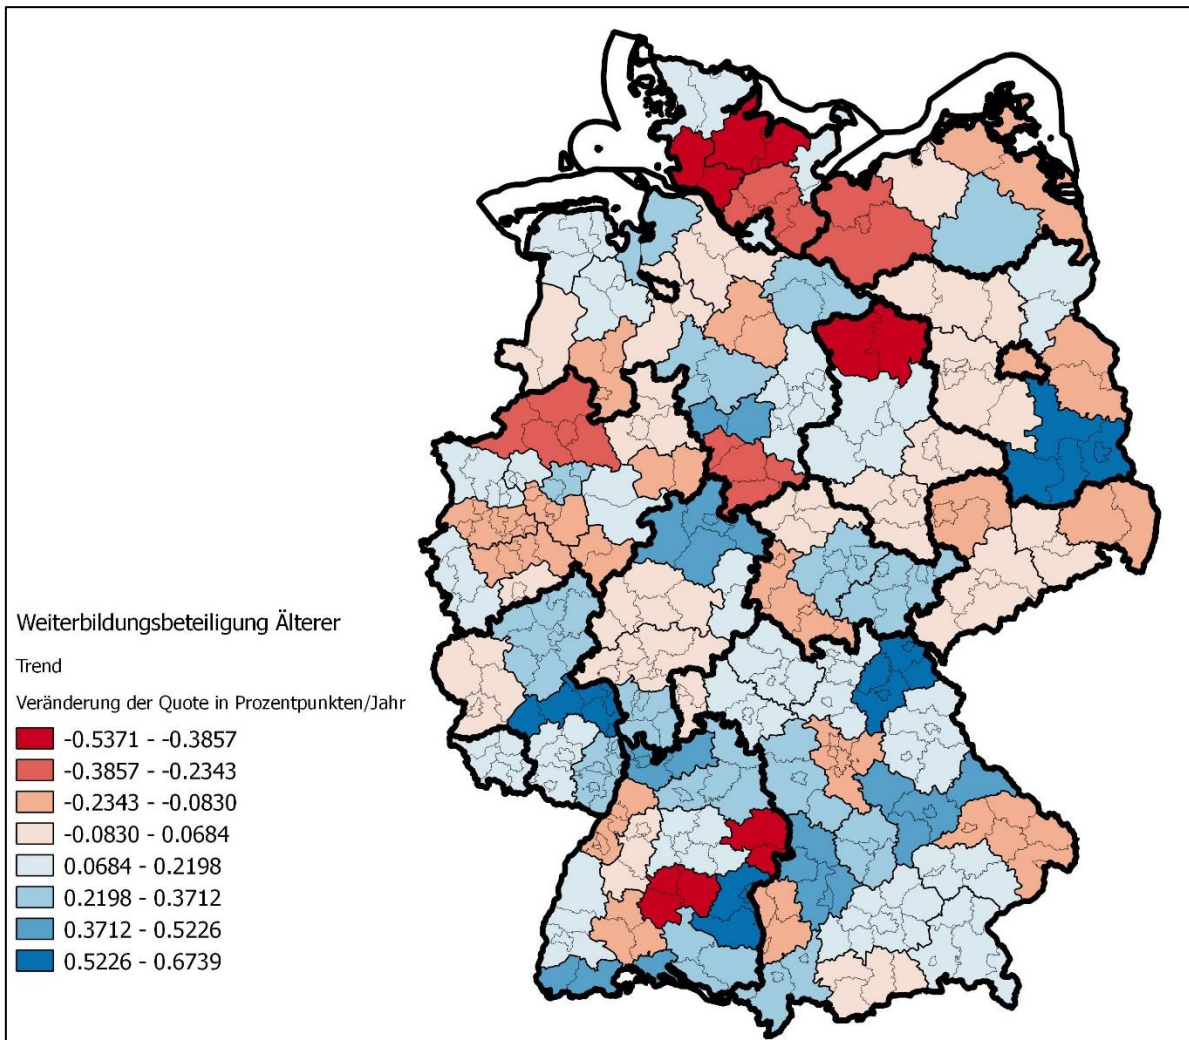 Weiterbildungsbeteiligung Älterer
Trend
Veränderung der Quote in Prozentpunkten/Jahr
-0.5371 - -0.3857
-0.3857 - -0.2343
-0.2343 - -0.0830
-0.0830 - 0.0684
0.0684 - 0.2198
0.2198 - 0.3712
0.3712 - 0.5226
0.5226 - 0.6739